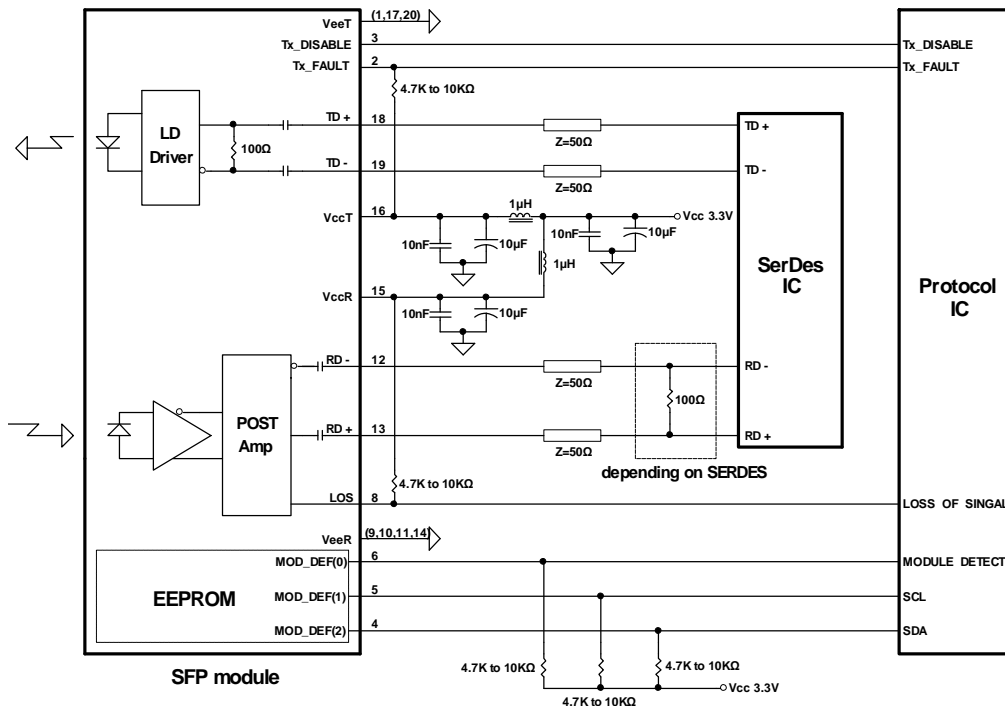 VeeT
(1,17,20)
Tx_DISABLE
3
Tx_DISABLE
Tx_FAULT
2
Tx_FAULT
4.7K to 10KΩ
LD
Driver
100Ω
TD +
18
Z=50Ω
TD +
TD -
19
Z=50Ω
TD -
VccT
16
1µH
Vcc 3.3V
10nF
10µF
10nF
10µF
1µH
SerDes
IC
Protocol
IC
VccR
15
10nF
10µF
POST
Amp
RD -
12
Z=50Ω
RD -
100Ω
RD +
13
Z=50Ω
RD +
depending on SERDES
4.7K to 10KΩ
LOS
8
LOSS OF SINGAL
VeeR
(9,10,11,14)
EEPROM
MOD_DEF(0)
6
MODULE DETECT
MOD_DEF(1)
5
SCL
MOD_DEF(2)
4
SDA
4.7K to 10KΩ
4.7K to 10KΩ
4.7K to 10KΩ
Vcc 3.3V
SFP module